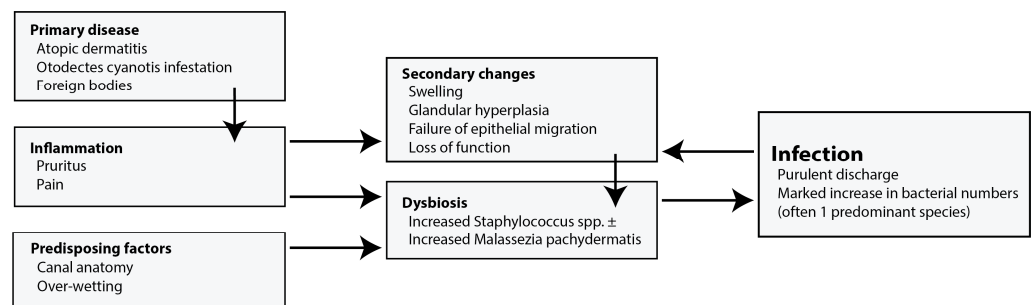 Primary disease
Atopic dermatitis
Otodectes cyanotis infestation
Foreign bodies
Inflammation
Pruritus
Pain
Predisposing factors
Canal anatomy
Over-wetting
Secondary changes
Swelling
Glandular hyperplasia
Failure of epithelial migration
Loss of function
Dysbiosis
Increased Staphylococcus spp. ±
Increased Malassezia pachydermatis
Infection
Purulent discharge
Marked increase in bacterial numbers
(often 1 predominant species)